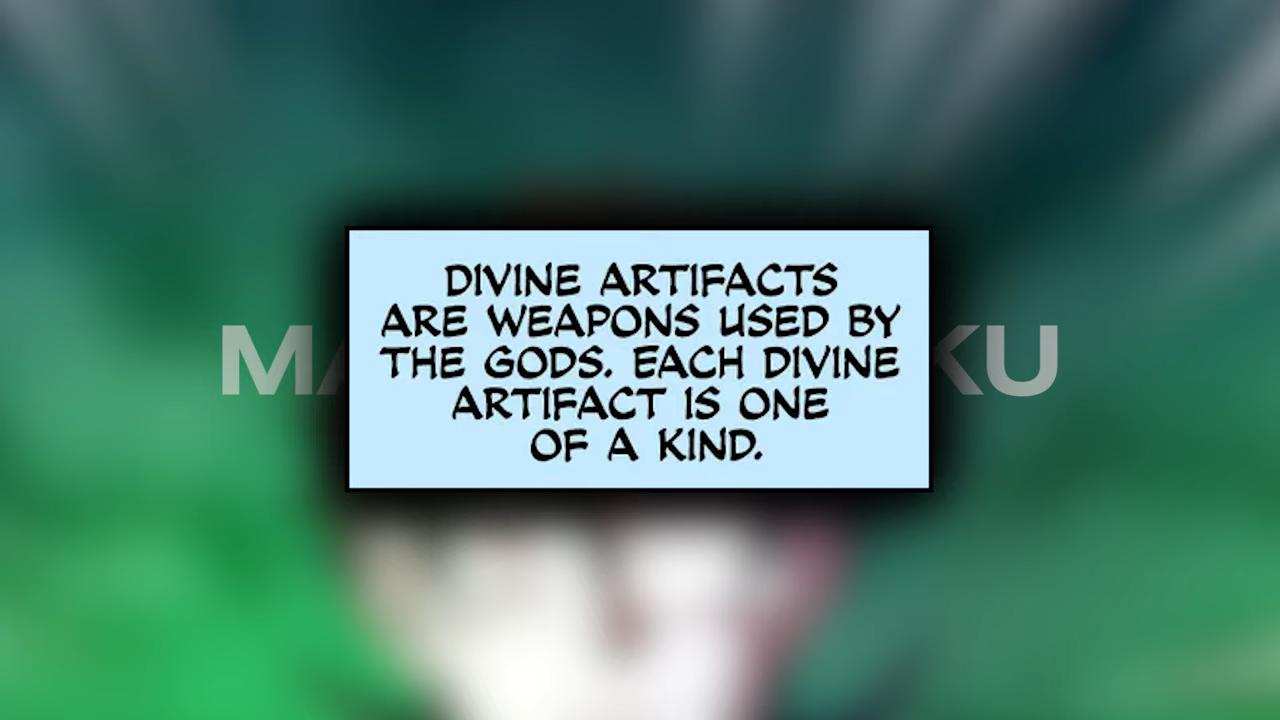 DIVINE ARTIFACTS
ARE WEAPONS USED BY
THE GODS. EACH DIVINE
ARTIFACT IS ONE
OF A KIND.